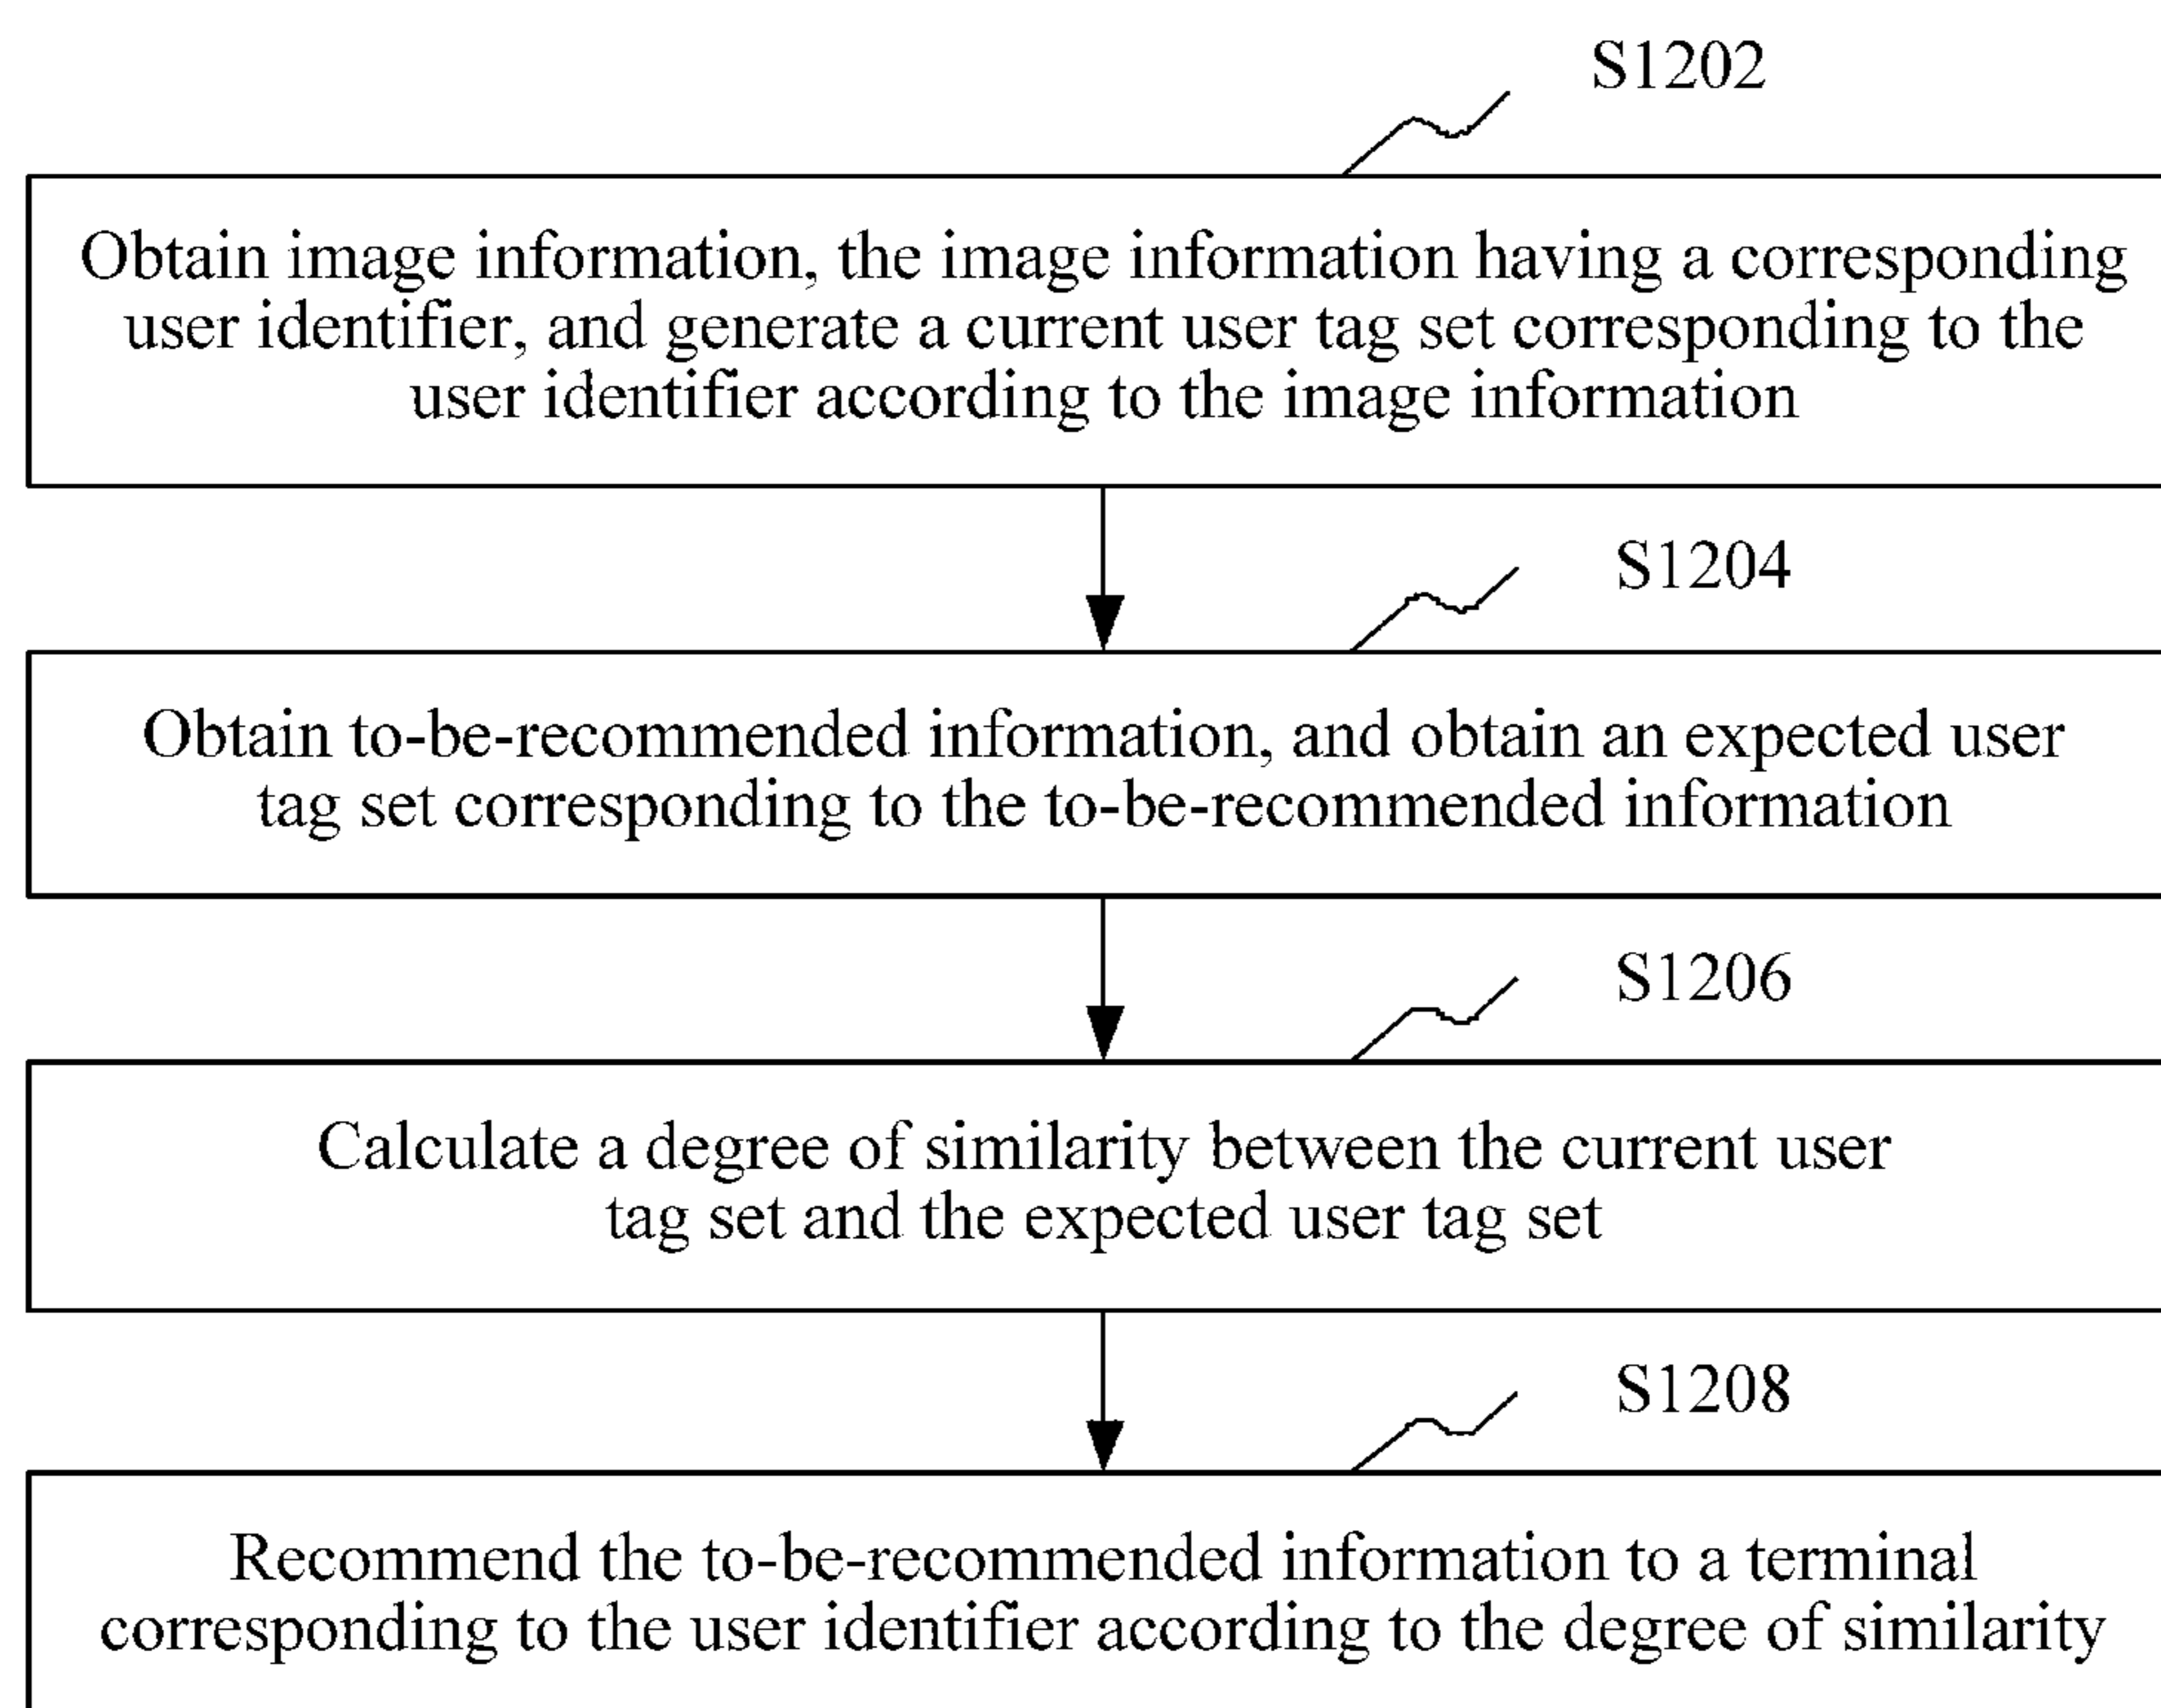 S1202
Obtain image information, the image information having a corresponding
user identifier, and generate a current user tag set corresponding to the
user identifier according to the image information
S1204
Obtain to-be-recommended information, and obtain an expected user
tag set corresponding to the to-be-recommended information
S1206
Calculate a degree of similarity between the current user
tag set and the expected user tag set
S1208
Recommend the to-be-recommended information to a terminal
corresponding to the user identifier according to the degree of similarity